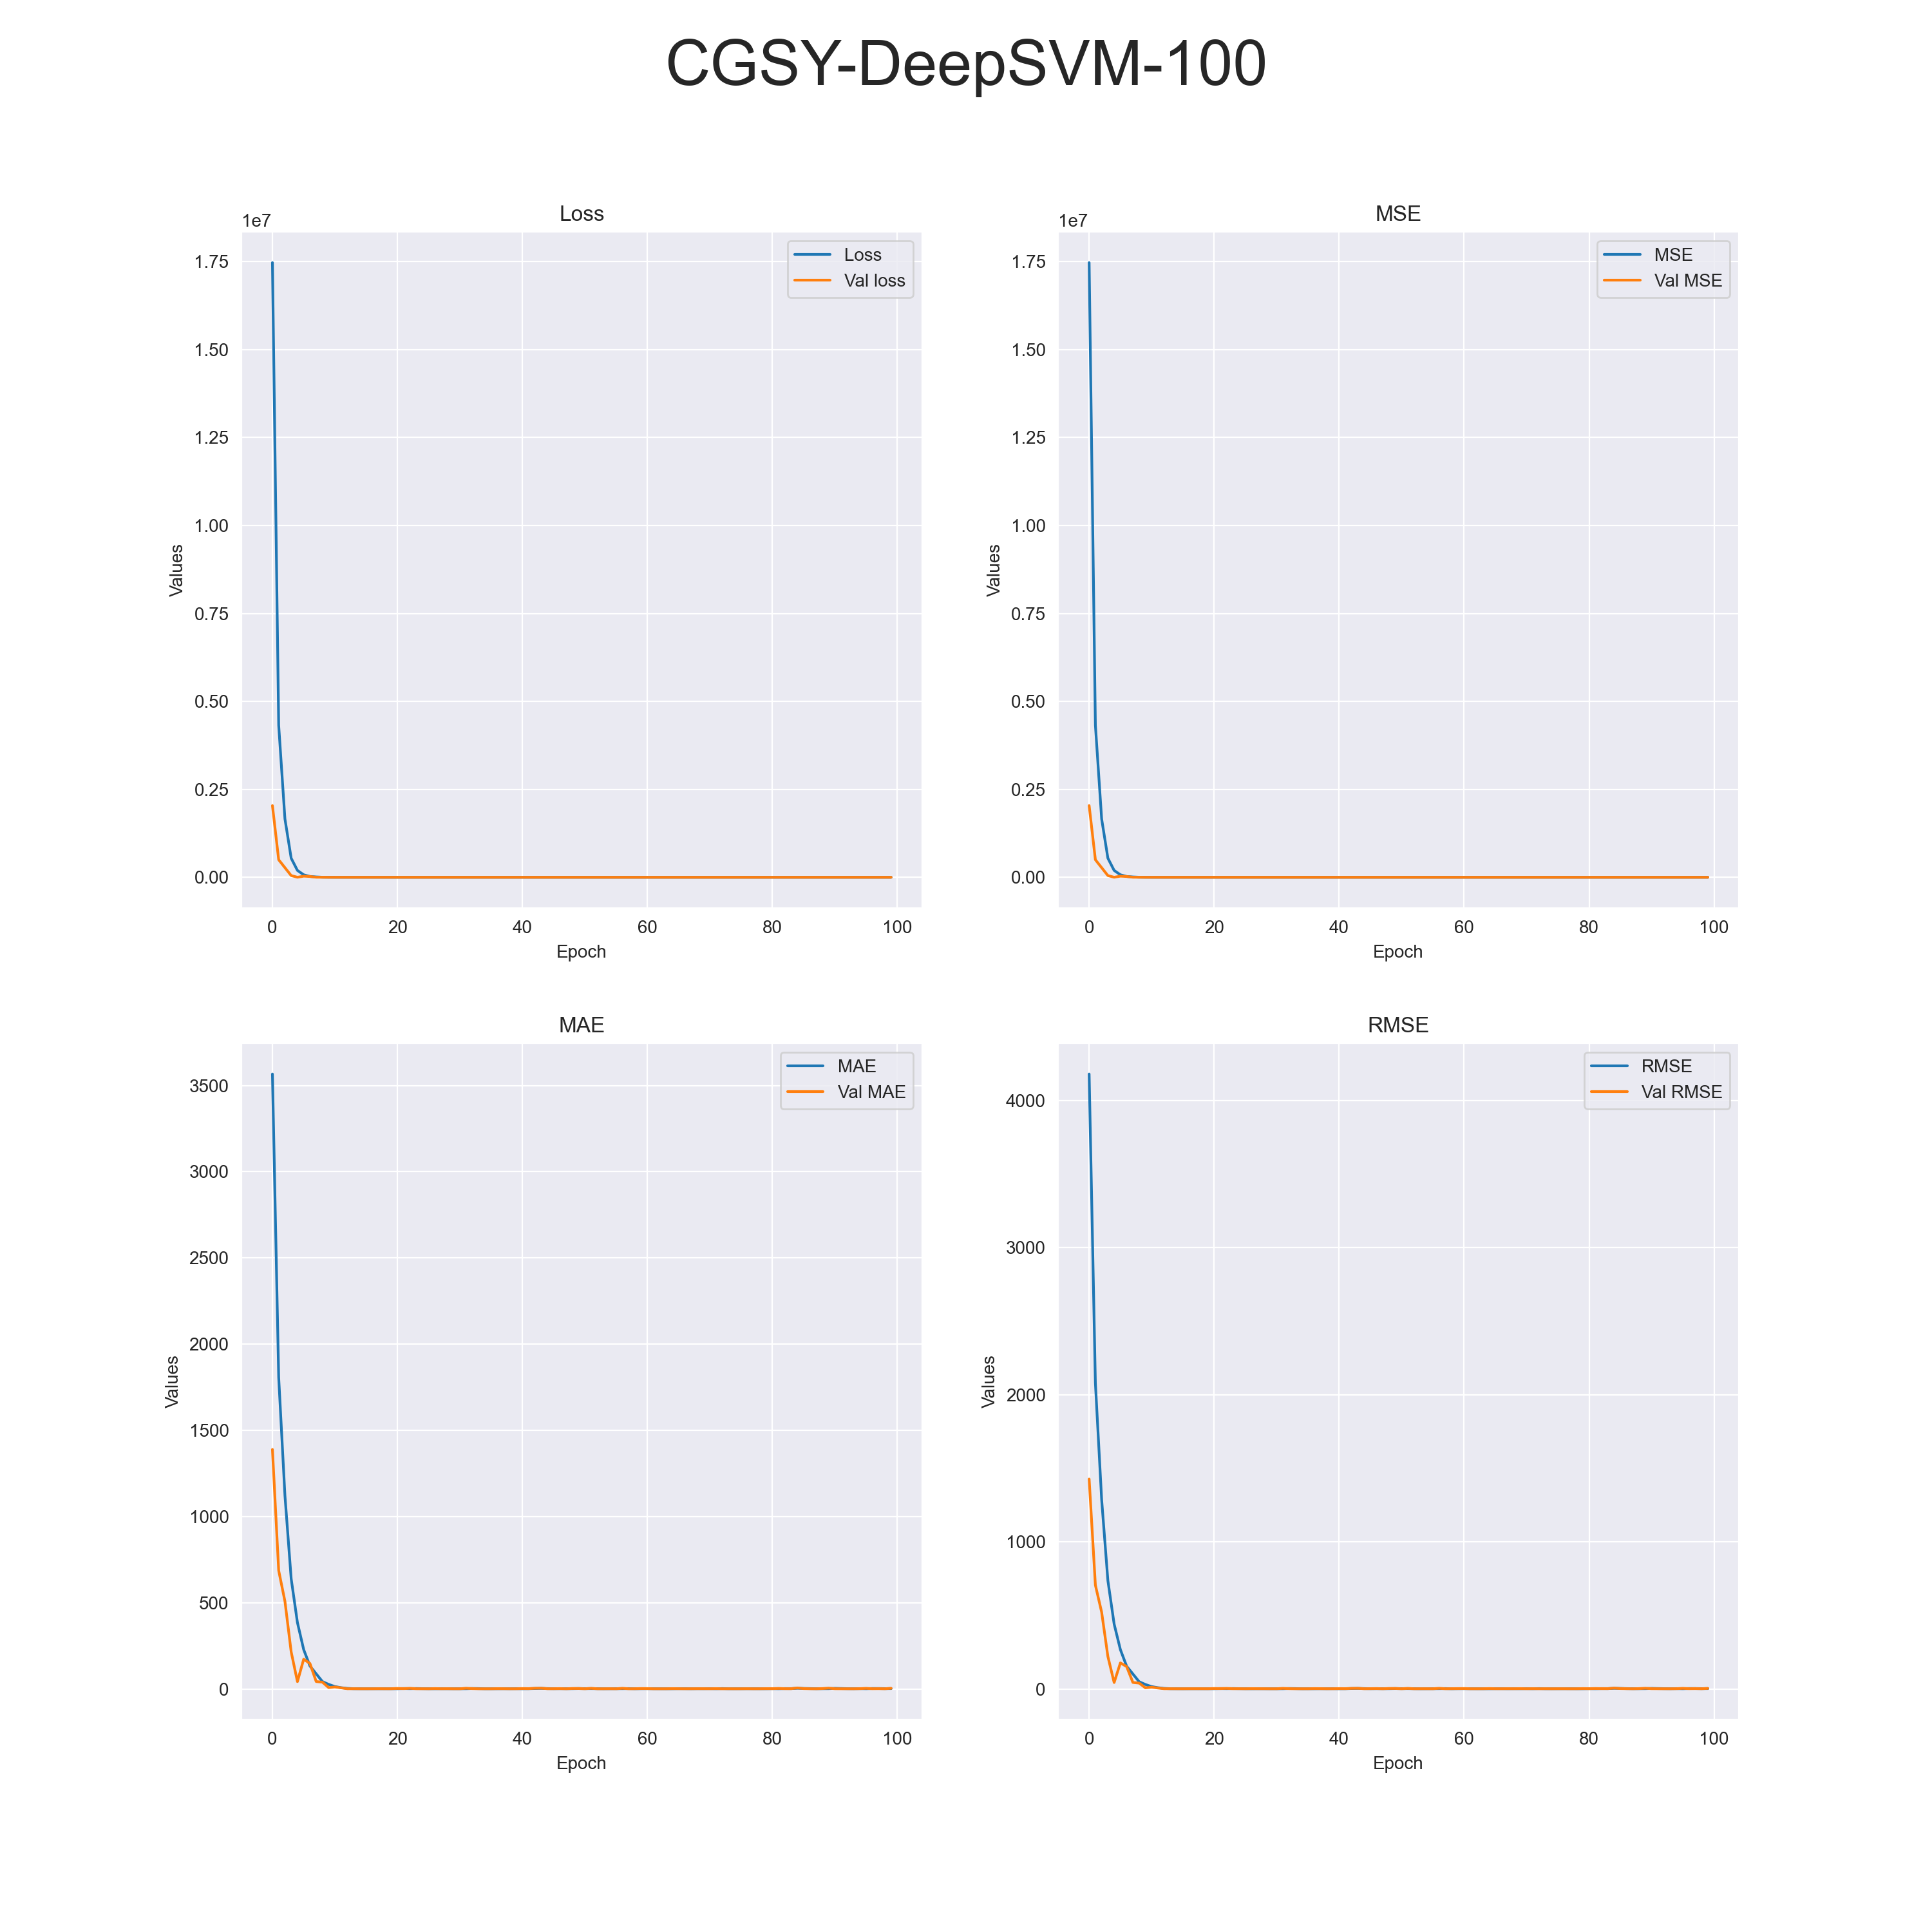 CGSY-DeepSVM-100
Loss
1e7
Loss
Val loss
1.75
1.50
1.25
1.00
0.75
0.50
0.25
0.00
Values
0 20 40 60 80 100
Epoch
MSE
1e7
MSE
Val MSE
1.75
1.50
1.25
1.00
0.75
0.50
0.25
0.00
Values
0 20 40 60 80 100
Epoch
MAE
MAE
Val MAE
3500
3000
2500
2000
1500
1000
500
0
Values
0 20 40 60 80 100
Epoch
RMSE
RMSE
Val RMSE
4000
3000
2000
1000
0
Values
0 20 40 60 80 100
Epoch